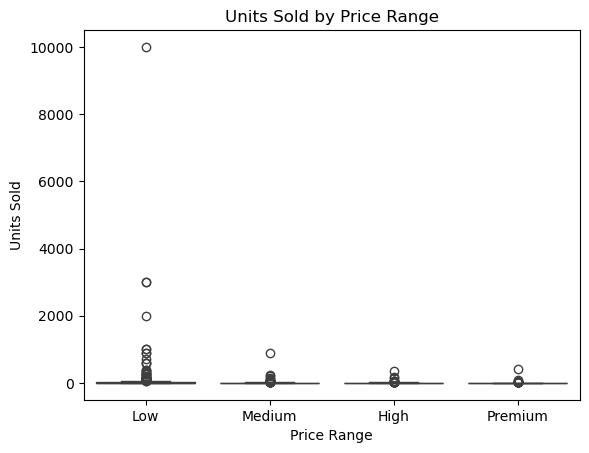 Units Sold by Price Range
Units Sold
10000
8000
6000
4000
2000
0
Low Medium High Premium
Price Range